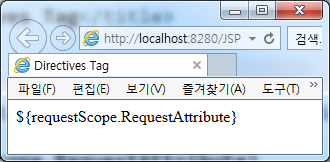 ves Tag</title>
http://localhost:8280/JSP
검색.
Directives Tag
파일(F) 편집(E) 보기(V) 즐겨찾기(A) 도구(T) »
${requestScope.RequestAttribute}